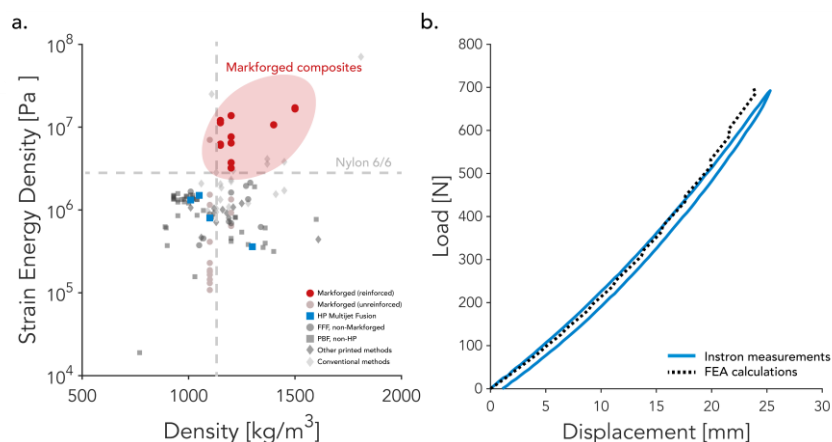 a.
Strain Energy Density [Pa]
10⁸
10⁷
10⁶
10⁵
10⁴
Markforged composites
Nylon 6/6
Markforged (reinforced)
Markforged (unreinforced)
HP Multijet Fusion
FFF, non-Markforged
PBF, non-HP
Other printed methods
Conventional methods
500 1000 1500 2000
Density [kg/m³]
b.
Load [N]
800
700
600
500
400
300
200
100
0
Instron measurements
FEA calculations
0 5 10 15 20 25 30
Displacement [mm]